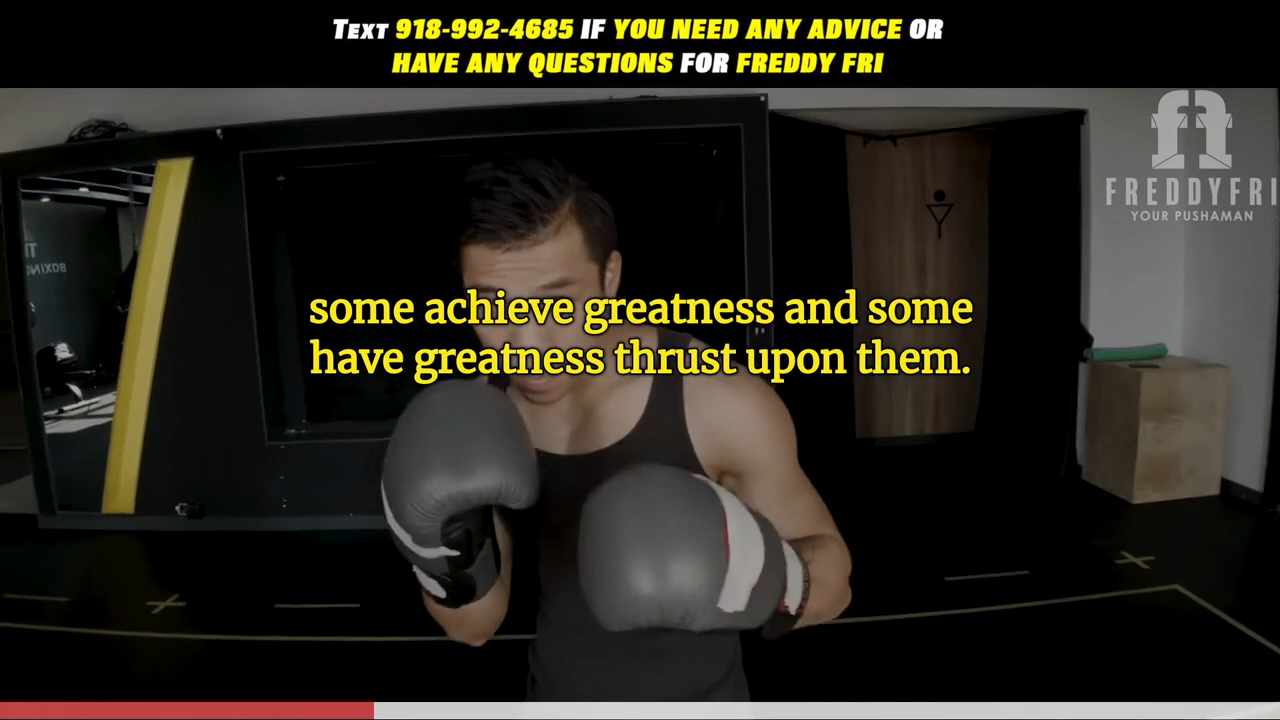 Text 918-992-4685 IF YOU NEED ANY ADVICE OR
HAVE ANY QUESTIONS FOR FREDDY FRI
FREDDYFRI
YOUR PUSHAMAN
some achieve greatness and some
have greatness thrust upon them.